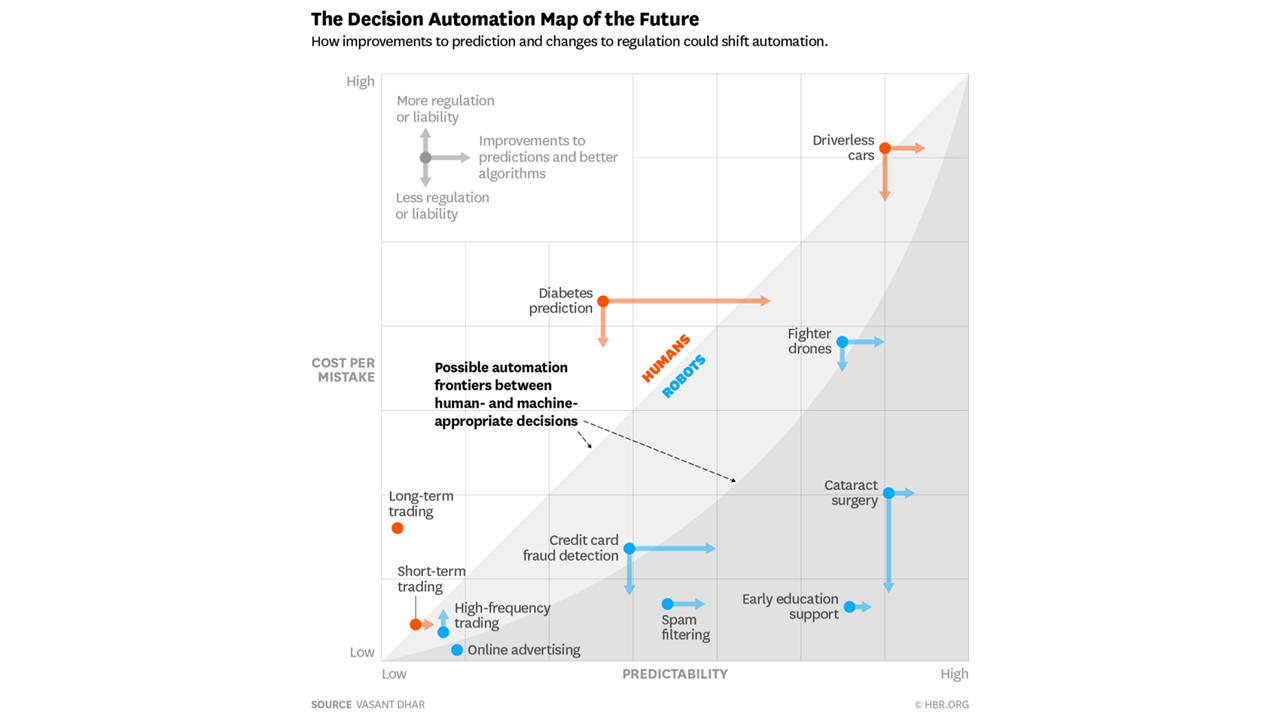 The Decision Automation Map of the Future
How improvements to prediction and changes to regulation could shift automation.
High
More regulation
or liability
Improvements to
predictions and better
algorithms
Less regulation
or liability
Driverless
cars
Diabetes
prediction
Fighter
drones
HUMANS
ROBOTS
COST PER
MISTAKE
Possible automation
frontiers between
human- and machine-
appropriate decisions
Long-term
trading
Cataract
surgery
Credit card
fraud detection
Short-term
trading
High-frequency
trading
Early education
support
Spam
filtering
Online advertising
Low
Low
PREDICTABILITY
High
SOURCE VASANT DHAR
© HBR.ORG